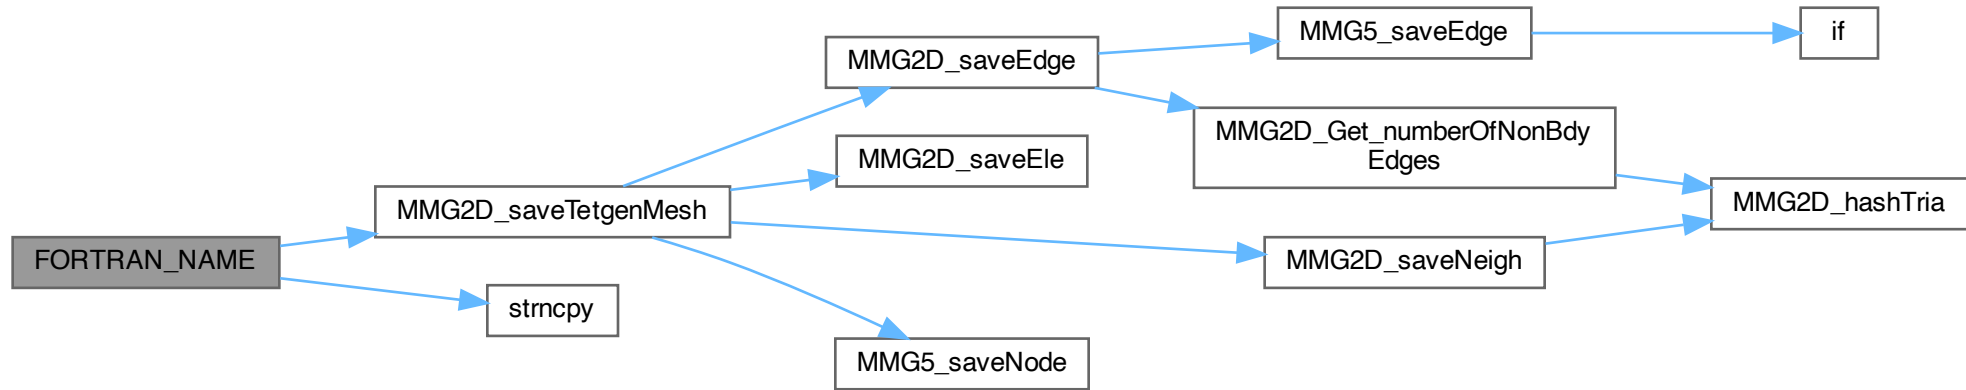 FORTRAN_NAME
MMG2D_saveTetgenMesh
strncpy
MMG2D_saveEdge
MMG2D_saveEle
MMG5_saveNode
MMG5_saveEdge
MMG2D_Get_numberOfNonBdy
Edges
MMG2D_saveNeigh
if
MMG2D_hashTria